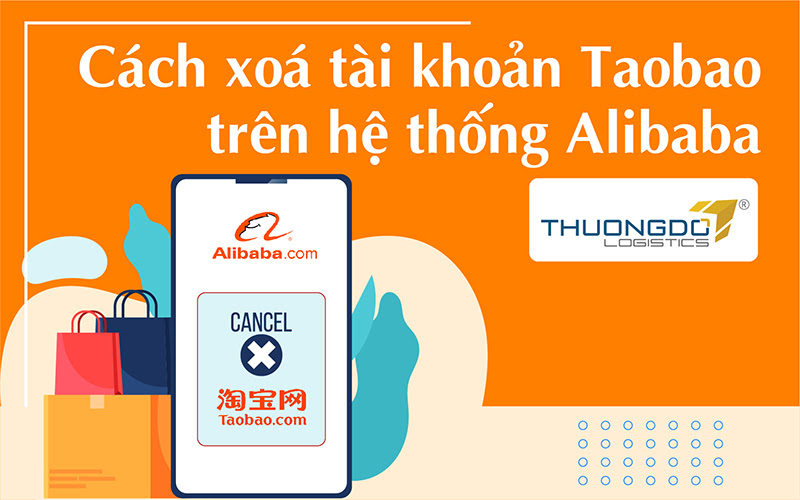 Cách xoá tài khoản Taobao
trên hệ thống Alibaba
THUONGDO ®
LOGISTICS
Alibaba.com
CANCEL
淘宝网
Taobao.com